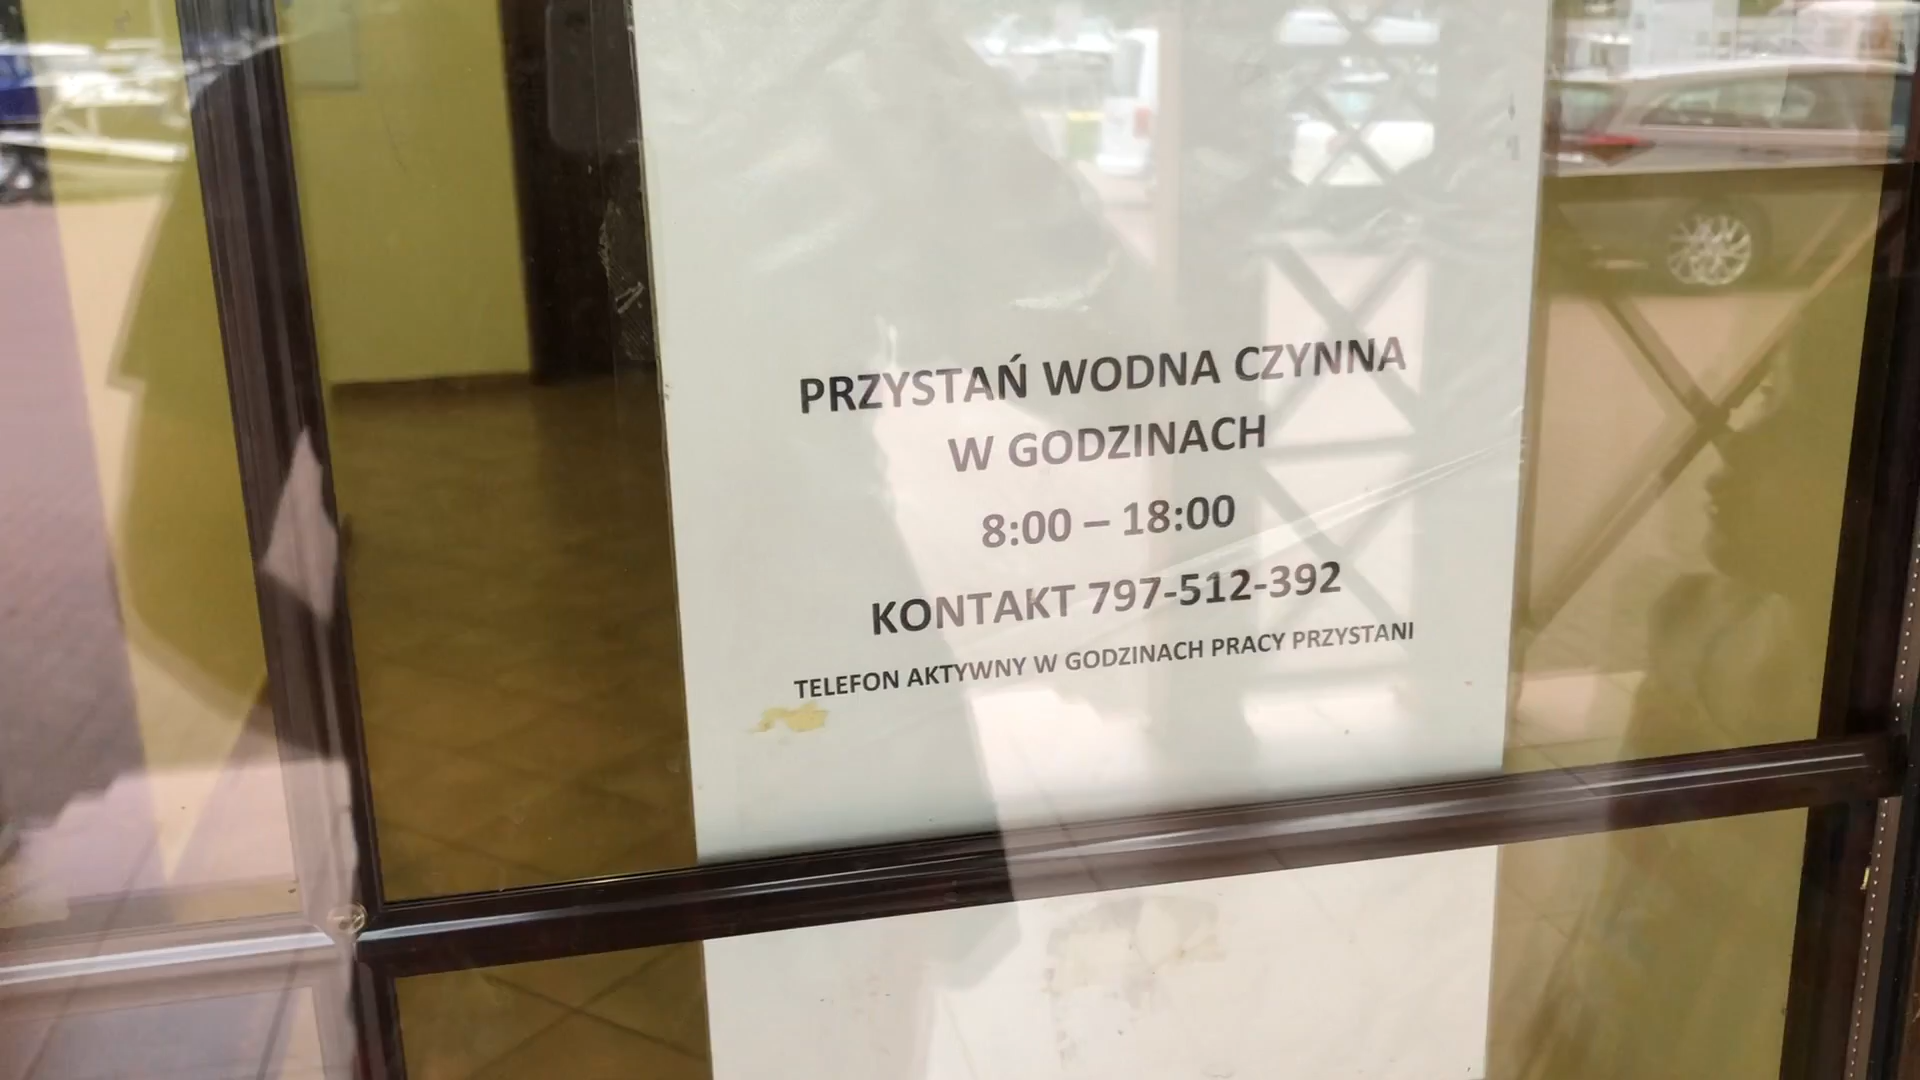 PRZYSTAŃ WODNA CZYNNA
W GODZINACH
8:00 – 18:00
KONTAKT 797-512-392
TELEFON AKTYWNY W GODZINACH PRACY PRZYSTANI